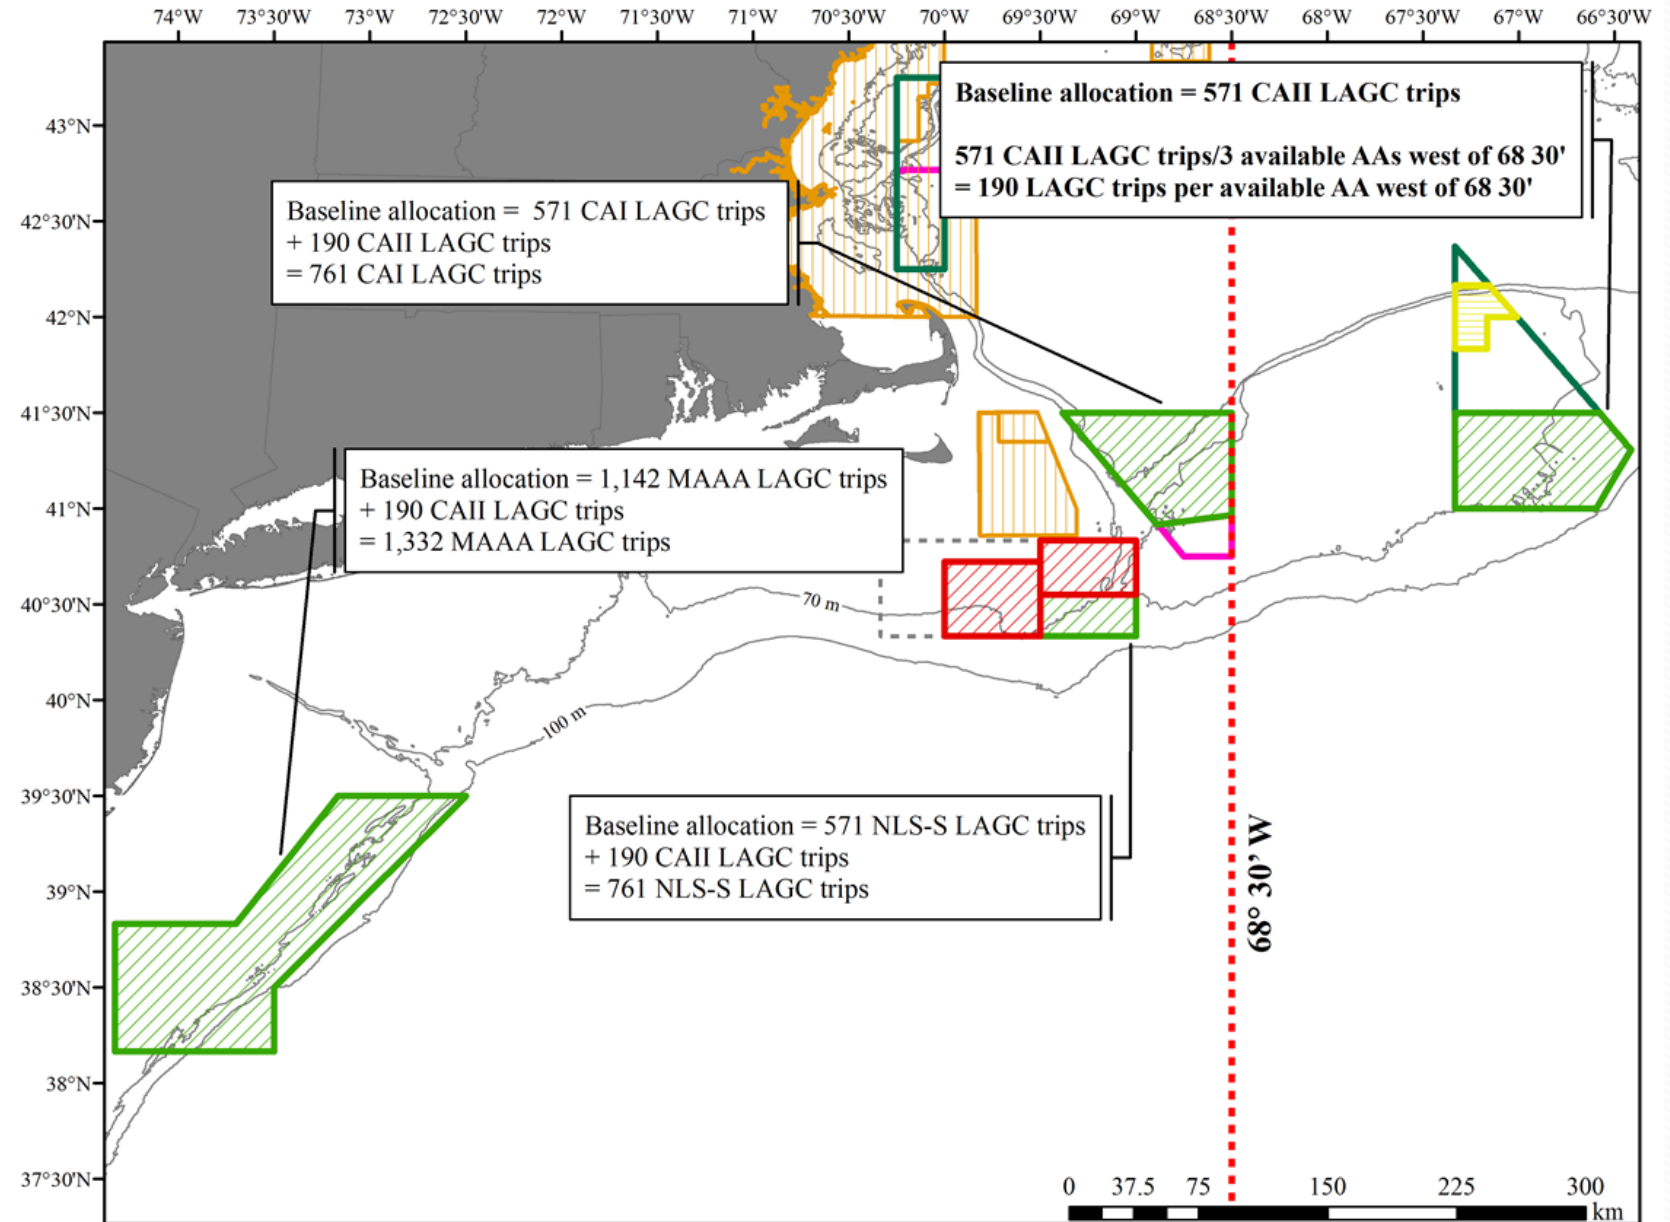 74°W 73°30'W 73°W 72°30'W 72°W 71°30'W 71°W 70°30'W 70°W 69°30'W 69°W 68°30'W 68°W 67°30'W 67°W 66°30'W
43°N
42°30'N
42°N
41°30'N
41°N
40°30'N
40°N
39°30'N
39°N
38°30'N
38°N
37°30'N
Baseline allocation = 571 CAII LAGC trips
571 CAII LAGC trips/3 available AAs west of 68 30'
= 190 LAGC trips per available AA west of 68 30'
Baseline allocation = 571 CAI LAGC trips
+ 190 CAII LAGC trips
= 761 CAI LAGC trips
Baseline allocation = 1,142 MAAA LAGC trips
+ 190 CAII LAGC trips
= 1,332 MAAA LAGC trips
70 m
100 m
Baseline allocation = 571 NLS-S LAGC trips
+ 190 CAII LAGC trips
= 761 NLS-S LAGC trips
68° 30' W
0 37.5 75 150 225 300
km